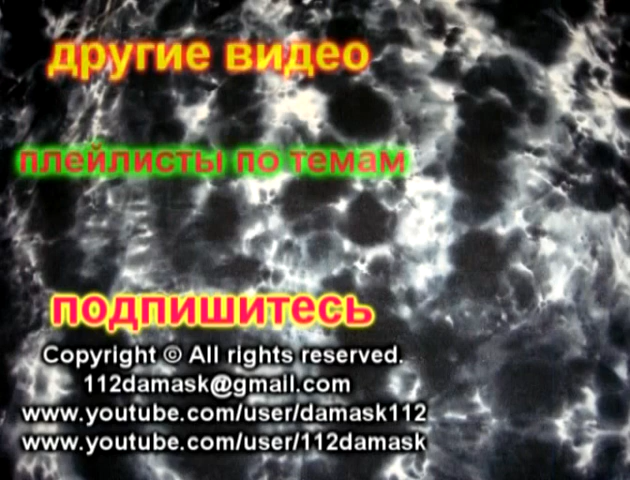 другие видео
плейлисты по темам
подпишитесь
Copyright © All rights reserved.
112damask@gmail.com
www.youtube.com/user/damask112
www.youtube.com/user/112damask